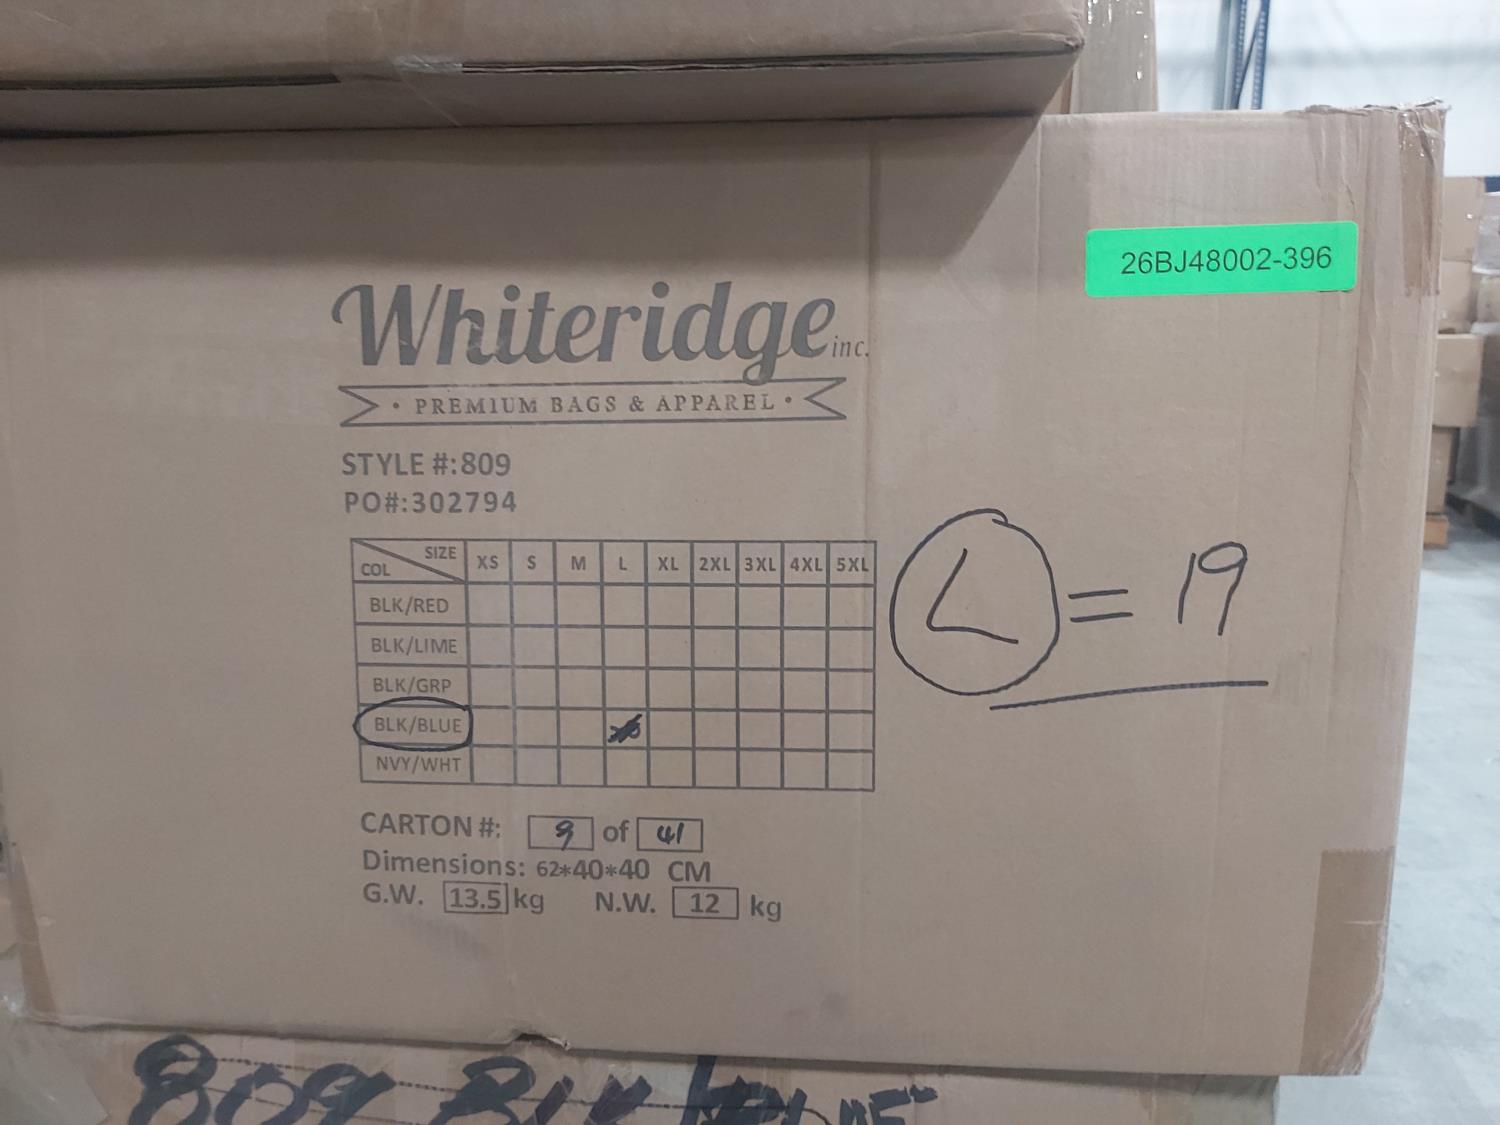 26BJ48002-396
Whiteridge inc.
• PREMIUM BAGS & APPAREL •
STYLE #:809
PO#:302794
SIZE
COL XS S M L XL 2XL 3XL 4XL 5XL
BLK/RED
BLK/LIME
BLK/GRP
BLK/BLUE
NVY/WHT
L = 19
CARTON #: 9 of 41
Dimensions: 62*40*40 CM
G.W. 13.5 kg N.W. 12 kg
809